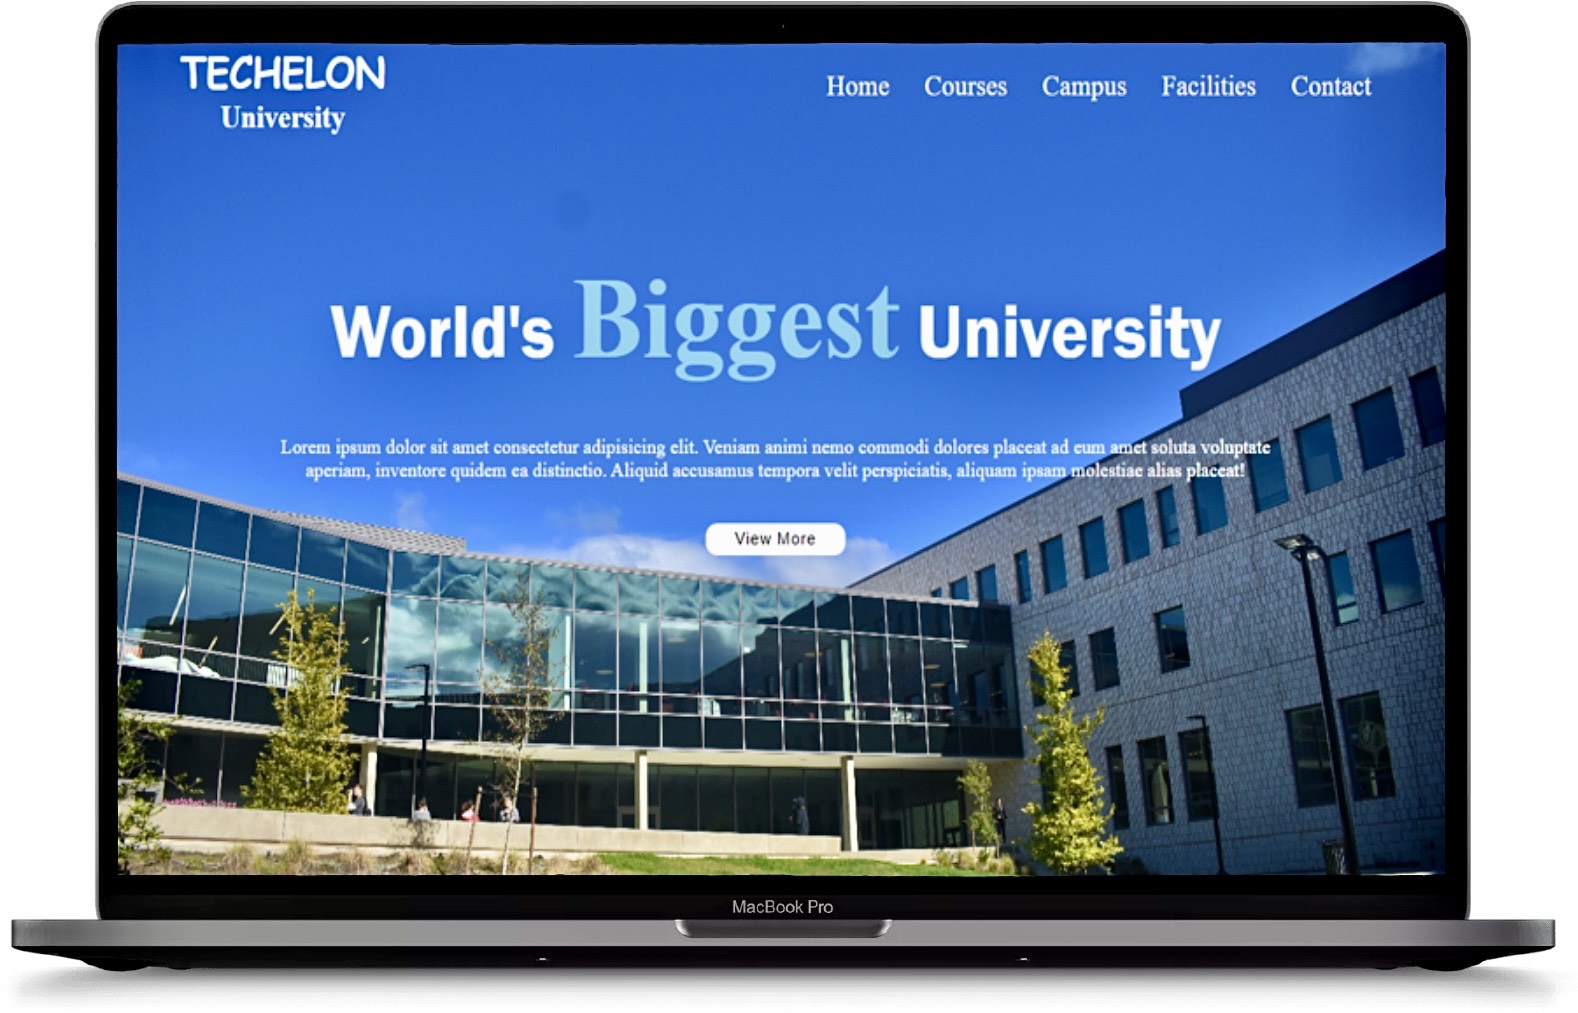 TECHELON
University
Home Courses Campus Facilities Contact
World's Biggest University
Lorem ipsum dolor sit amet consectetur adipisicing elit. Veniam animi nemo commodi dolores placeat ad eum amet soluta voluptate
aperiam, inventore quidem ea distinctio. Aliquid accusamus tempora velit perspiciatis, aliquam ipsam molestiae alias placeat!
View More
MacBook Pro